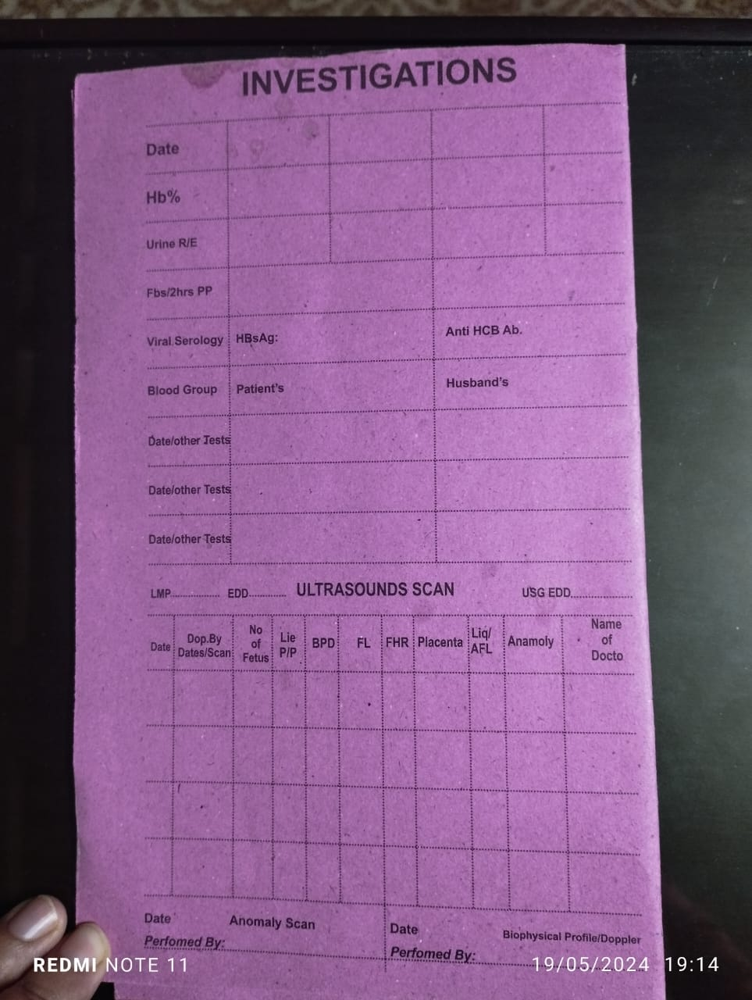 INVESTIGATIONS
Date
Hb%
Urine R/E
Fbs/2hrs PP
Viral Serology HBsAg: Anti HCB Ab.
Blood Group Patient's Husband's
Date/other Tests
Date/other Tests
Date/other Tests
LMP................ EDD............ ULTRASOUNDS SCAN USG EDD....................
Date Dop.By Dates/Scan No of Fetus Lie P/P BPD FL FHR Placenta Liq/ AFL Anamoly Name of Docto
Date Anomaly Scan Date Biophysical Profile/Doppler
Perfomed By: Perfomed By:
REDMI NOTE 11 19/05/2024 19:14